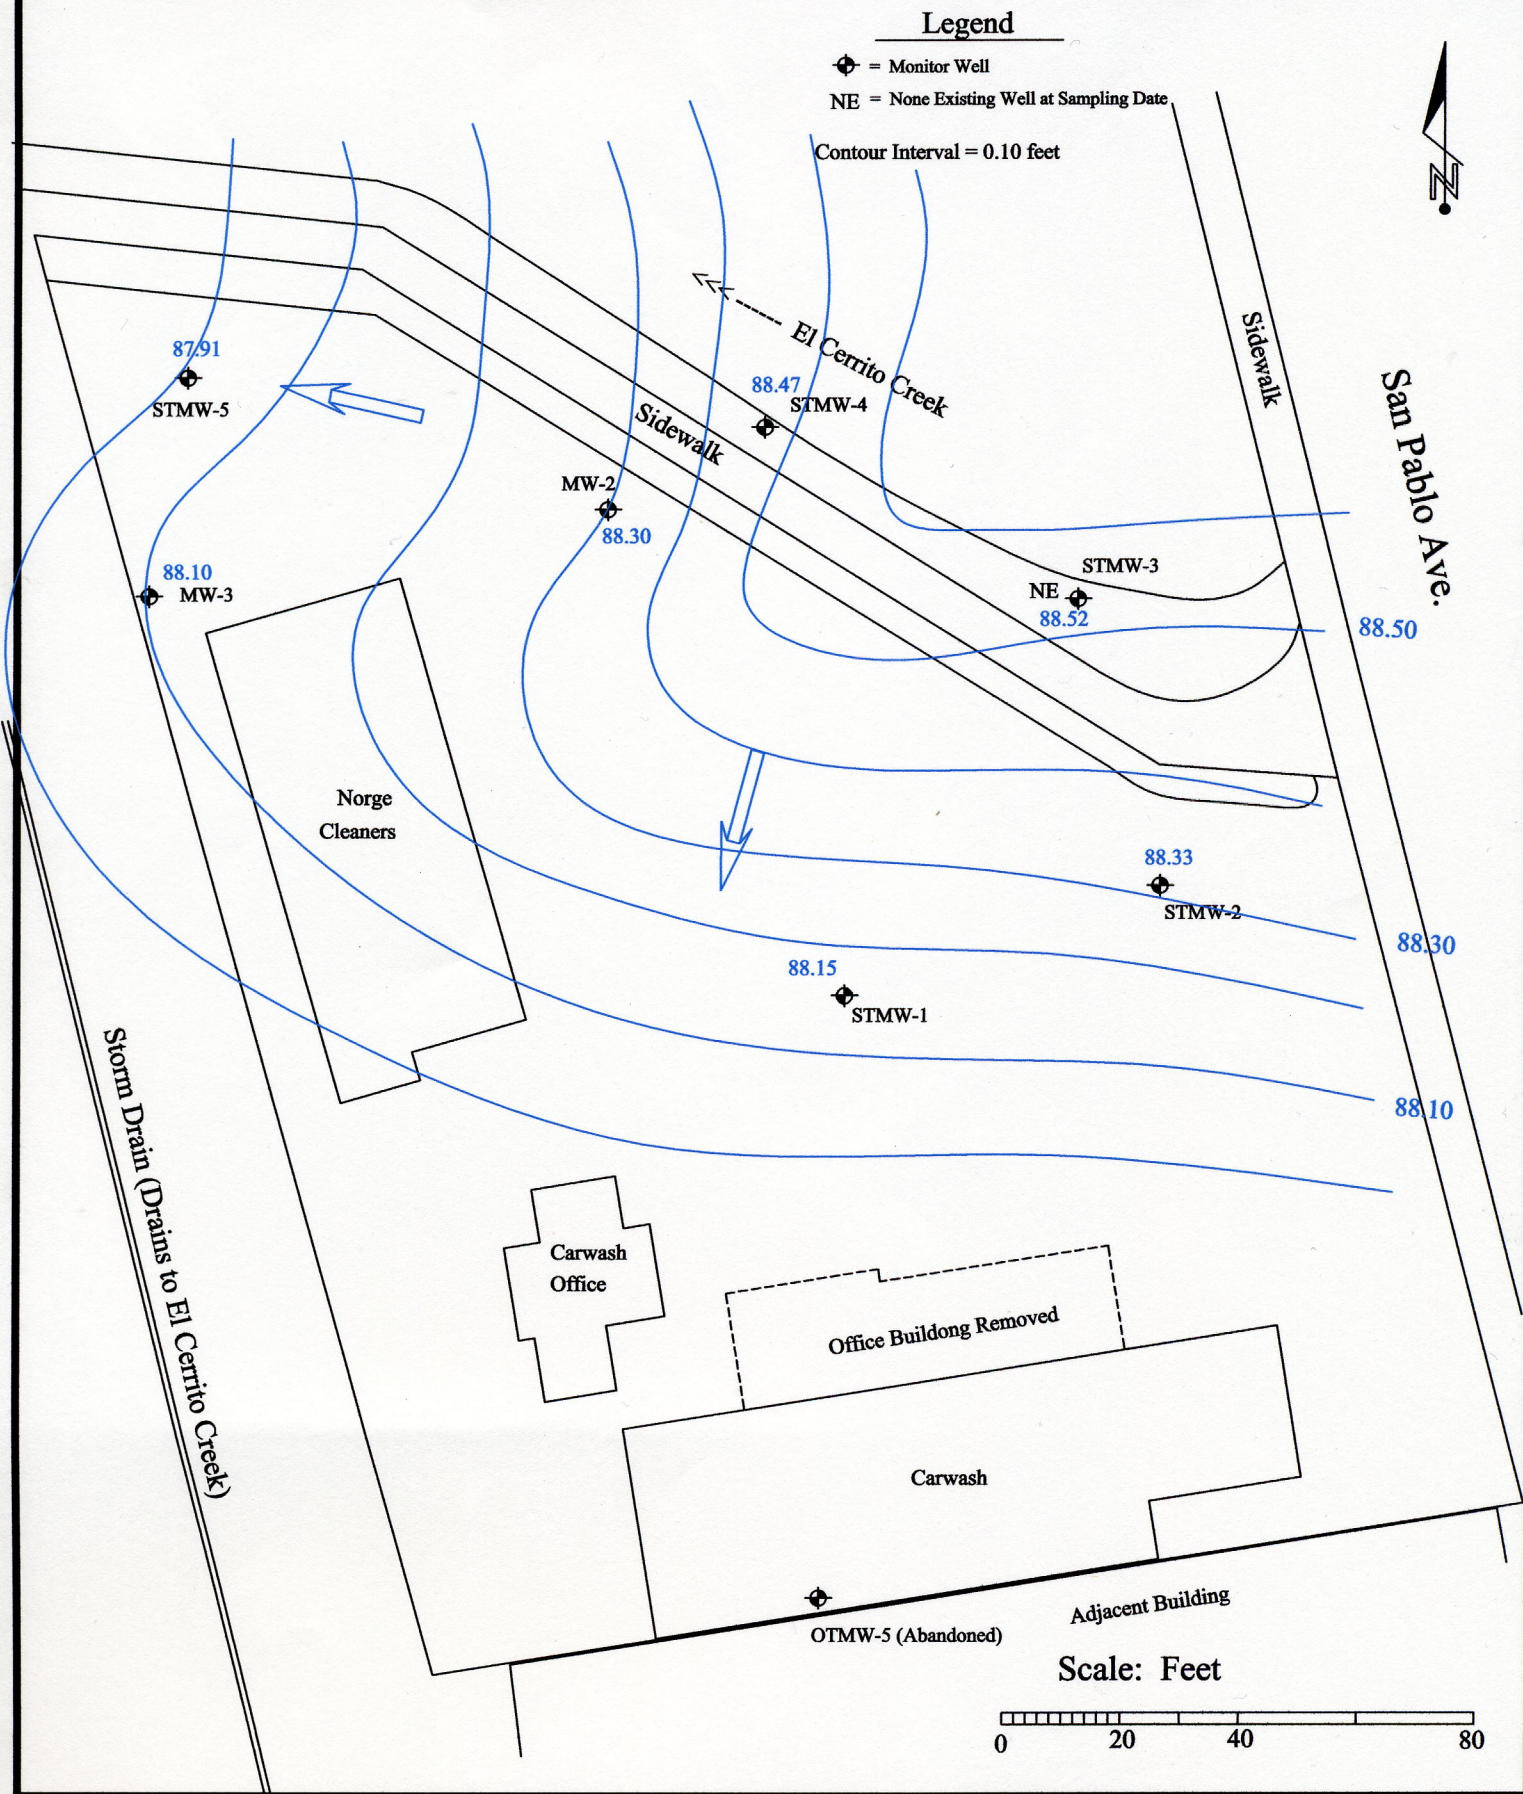 Legend
= Monitor Well
NE = None Existing Well at Sampling Date
Contour Interval = 0.10 feet
N
El Cerrito Creek
Sidewalk
San Pablo Ave.
87.91
STMW-5
88.47
STMW-4
Sidewalk
MW-2
88.30
88.10
MW-3
STMW-3
NE
88.52
88.50
Norge
Cleaners
88.33
STMW-2
88.30
88.15
STMW-1
88.10
Storm Drain (Drains to El Cerrito Creek)
Carwash
Office
Office Buildong Removed
Carwash
OTMW-5 (Abandoned)
Adjacent Building
Scale: Feet
0 20 40 80